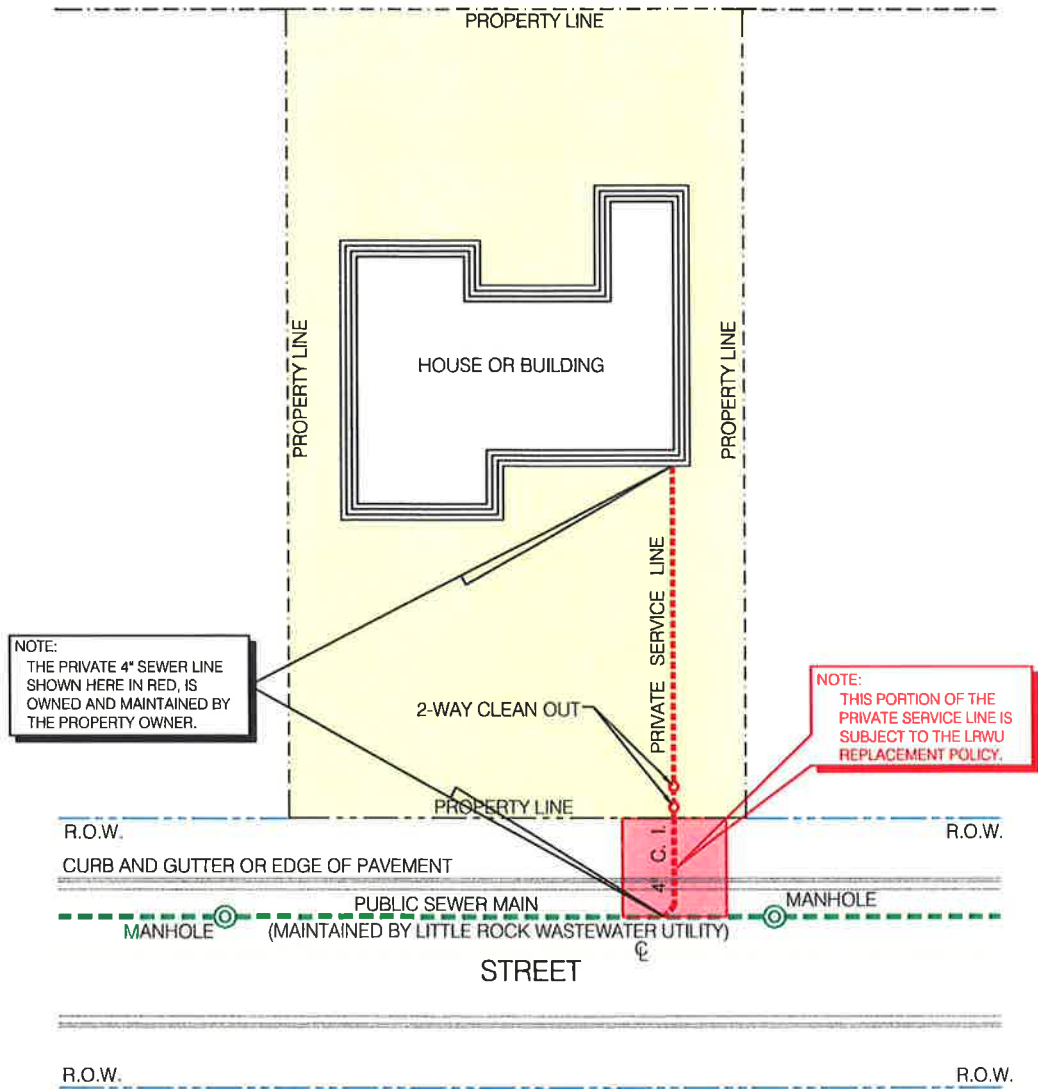 PROPERTY LINE
PROPERTY LINE
HOUSE OR BUILDING
PROPERTY LINE
PRIVATE SERVICE LINE
NOTE:
THE PRIVATE 4" SEWER LINE
SHOWN HERE IN RED, IS
OWNED AND MAINTAINED BY
THE PROPERTY OWNER.
2-WAY CLEAN OUT
NOTE:
THIS PORTION OF THE
PRIVATE SERVICE LINE IS
SUBJECT TO THE LRWU
REPLACEMENT POLICY.
PROPERTY LINE
R.O.W.
R.O.W.
4" C. I.
CURB AND GUTTER OR EDGE OF PAVEMENT
PUBLIC SEWER MAIN
MANHOLE
MANHOLE
(MAINTAINED BY LITTLE ROCK WASTEWATER UTILITY)
℄
STREET
R.O.W.
R.O.W.